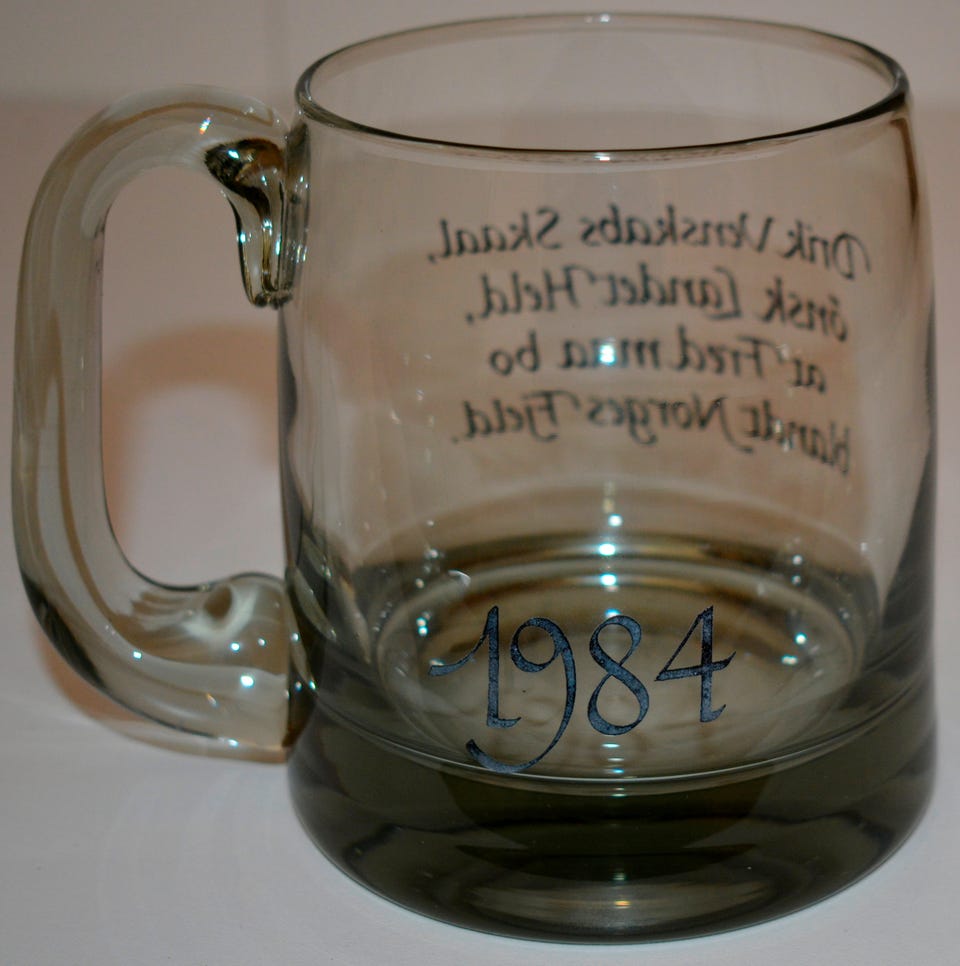 Drik Venskabs Skaal,
ønsk Landet Held,
at Fred maa bo
blandt Norges Fjeld.
1984